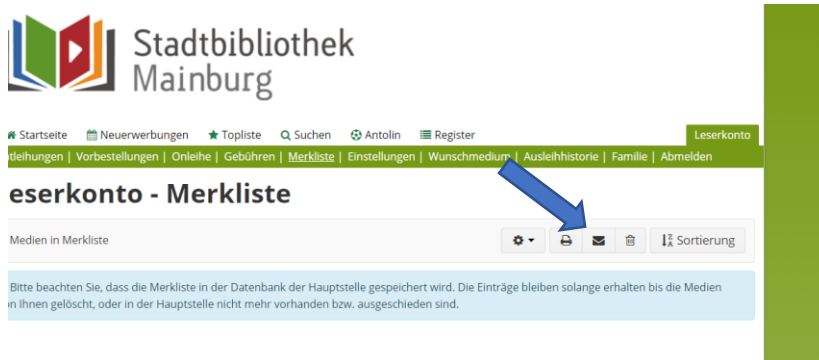 Stadtbibliothek
Mainburg
Startseite Neuerwerbungen Topliste Suchen Antolin Register Leserkonto
tleihungen | Vorbestellungen | Onleihe | Gebühren | Merkliste | Einstellungen | Wunschmedium | Ausleihhistorie | Familie | Abmelden
eserkonto - Merkliste
Medien in Merkliste
Sortierung
Bitte beachten Sie, dass die Merkliste in der Datenbank der Hauptstelle gespeichert wird. Die Einträge bleiben solange erhalten bis die Medien
n Ihnen gelöscht, oder in der Hauptstelle nicht mehr vorhanden bzw. ausgeschieden sind.